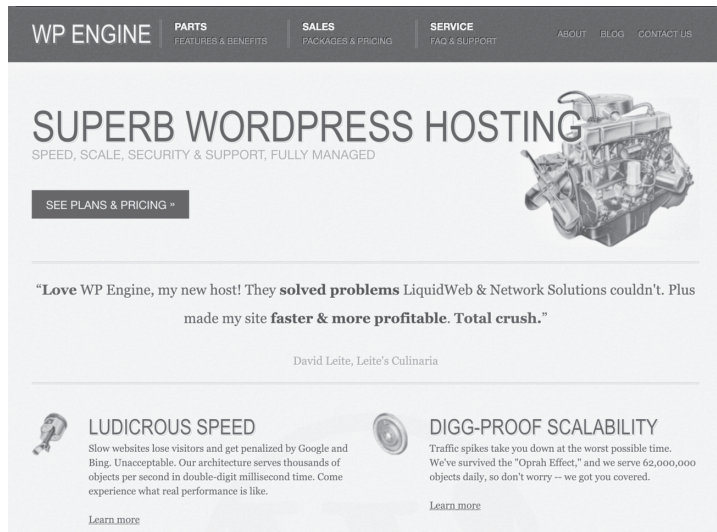 WP ENGINE
PARTS
FEATURES & BENEFITS
SALES
PACKAGES & PRICING
SERVICE
FAQ & SUPPORT
ABOUT BLOG CONTACT US
SUPERB WORDPRESS HOSTING
SPEED, SCALE, SECURITY & SUPPORT, FULLY MANAGED
SEE PLANS & PRICING »
“Love WP Engine, my new host! They solved problems LiquidWeb & Network Solutions couldn't. Plus
made my site faster & more profitable. Total crush.”
David Leite, Leite's Culinaria
LUDICROUS SPEED
Slow websites lose visitors and get penalized by Google and
Bing. Unacceptable. Our architecture serves thousands of
objects per second in double-digit millisecond time. Come
experience what real performance is like.
Learn more
DIGG-PROOF SCALABILITY
Traffic spikes take you down at the worst possible time.
We've survived the "Oprah Effect," and we serve 62,000,000
objects daily, so don't worry -- we got you covered.
Learn more